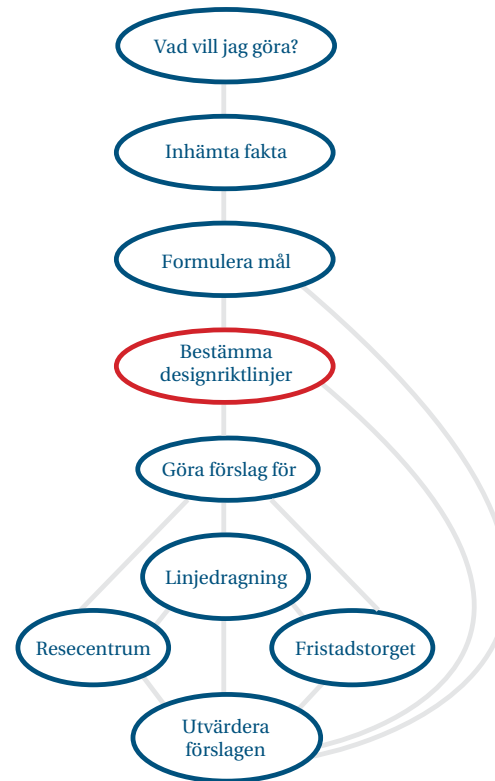 Vad vill jag göra?
Inhämta fakta
Formulera mål
Bestämma
designriktlinjer
Göra förslag för
Linjedragning
Resecentrum
Fristadstorget
Utvärdera
förslagen